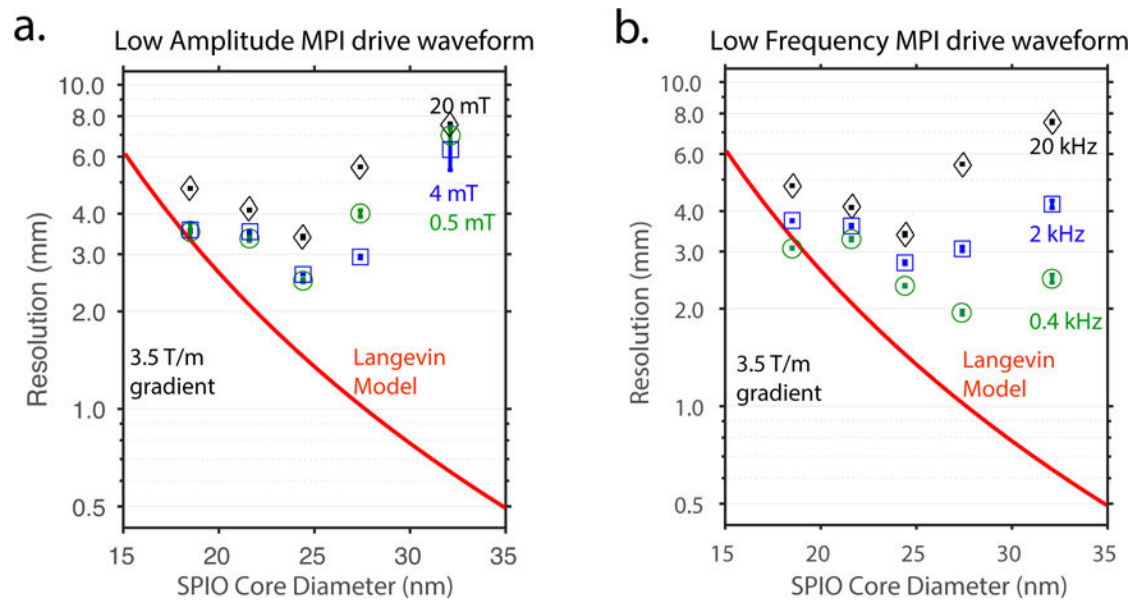 a.
Low Amplitude MPI drive waveform
10.0
8.0
6.0
4.0
3.0
2.0
1.0
0.5
Resolution (mm)
20 mT
4 mT
0.5 mT
3.5 T/m
gradient
Langevin
Model
15
20
25
30
35
SPIO Core Diameter (nm)
b.
Low Frequency MPI drive waveform
10.0
8.0
6.0
4.0
3.0
2.0
1.0
0.5
Resolution (mm)
20 kHz
2 kHz
0.4 kHz
3.5 T/m
gradient
Langevin
Model
15
20
25
30
35
SPIO Core Diameter (nm)